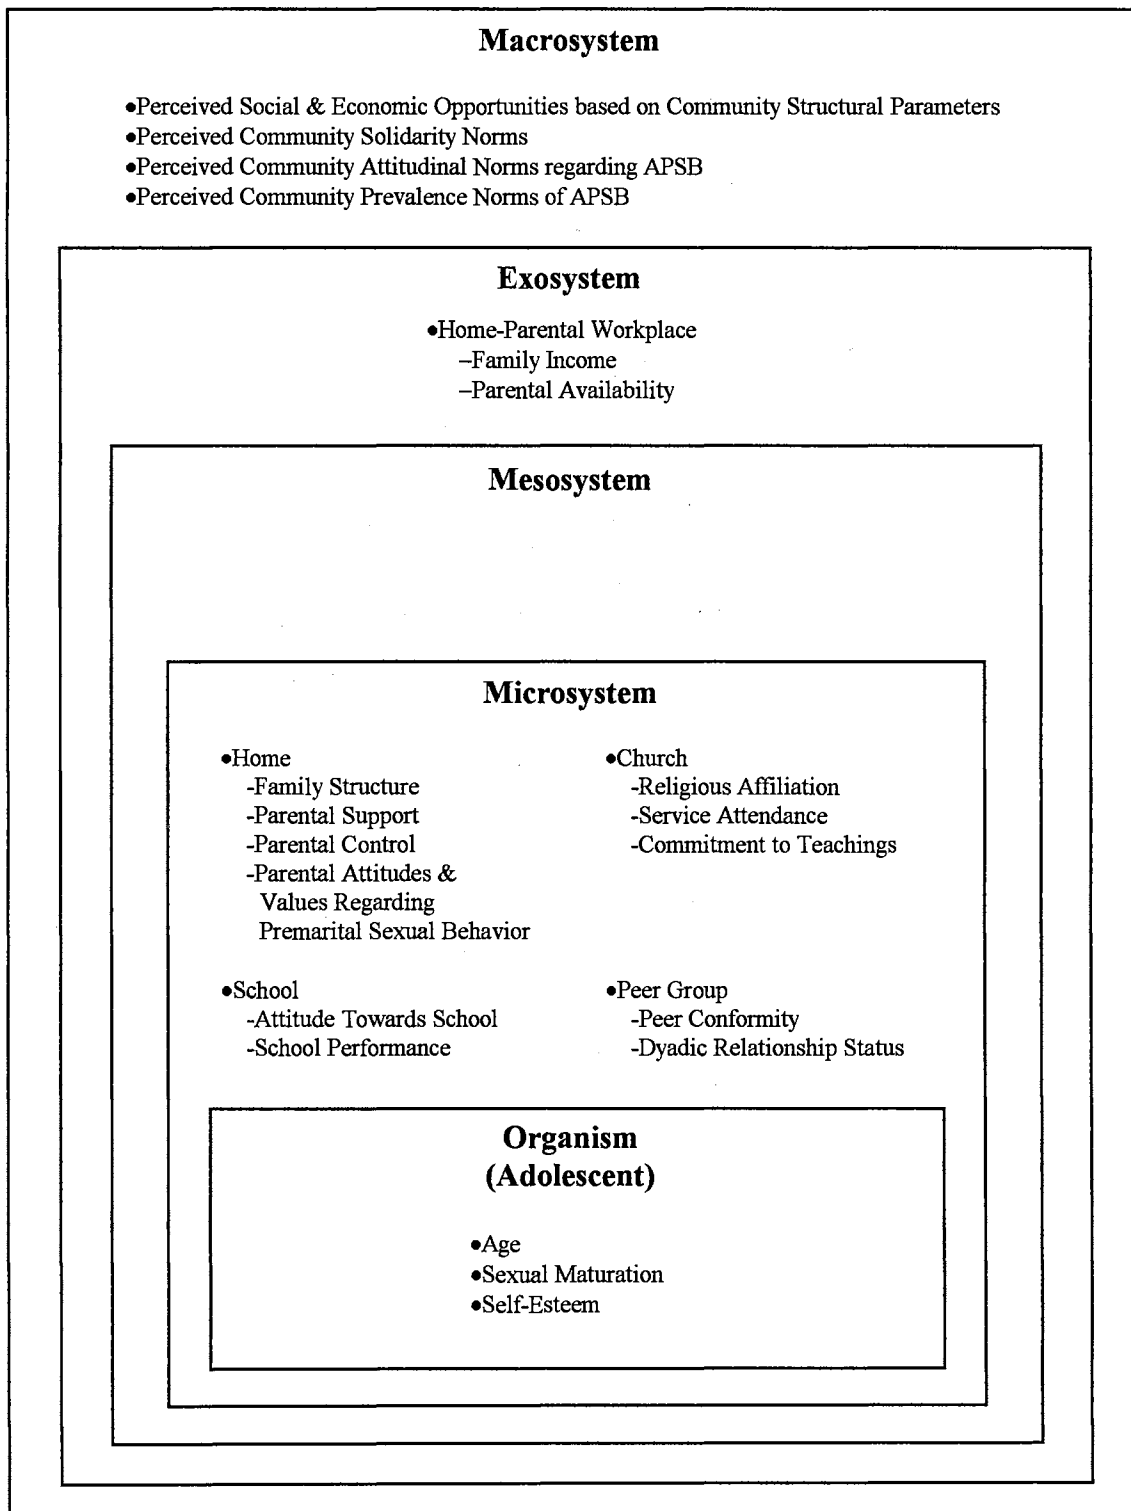 Macrosystem
•Perceived Social & Economic Opportunities based on Community Structural Parameters
•Perceived Community Solidarity Norms
•Perceived Community Attitudinal Norms regarding APSB
•Perceived Community Prevalence Norms of APSB
Exosystem
•Home-Parental Workplace
–Family Income
–Parental Availability
Mesosystem
Microsystem
•Home
-Family Structure
-Parental Support
-Parental Control
-Parental Attitudes &
Values Regarding
Premarital Sexual Behavior
•Church
-Religious Affiliation
-Service Attendance
-Commitment to Teachings
•School
-Attitude Towards School
-School Performance
•Peer Group
-Peer Conformity
-Dyadic Relationship Status
Organism
(Adolescent)
•Age
•Sexual Maturation
•Self-Esteem